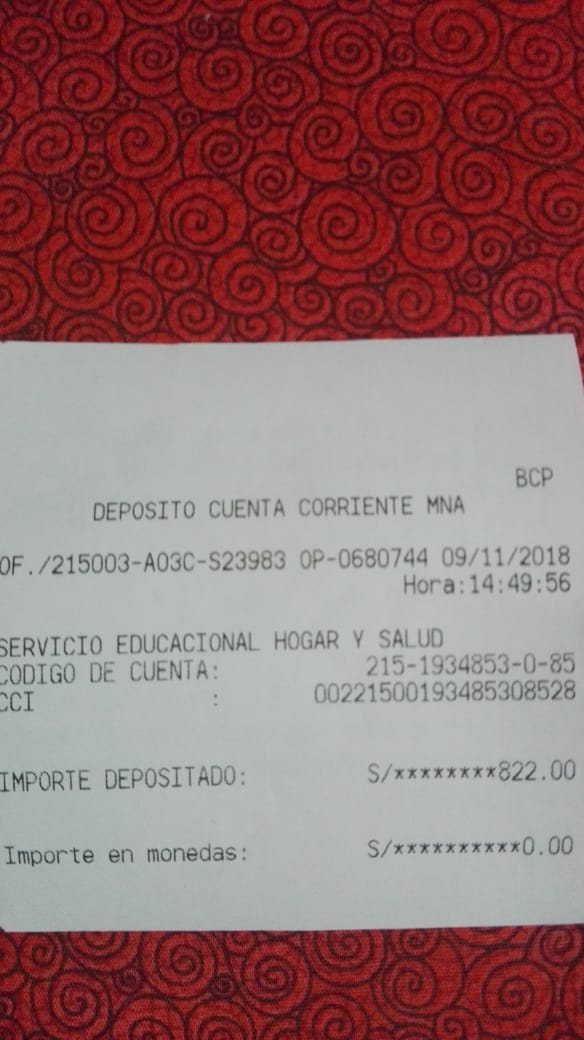 BCP
DEPOSITO CUENTA CORRIENTE MNA
OF./215003-A03C-S23983 OP-0680744 09/11/2018
Hora:14:49:56
SERVICIO EDUCACIONAL HOGAR Y SALUD
CODIGO DE CUENTA: 215-1934853-0-85
CCI : 00221500193485308528
IMPORTE DEPOSITADO: S/********822.00
Importe en monedas: S/**********0.00